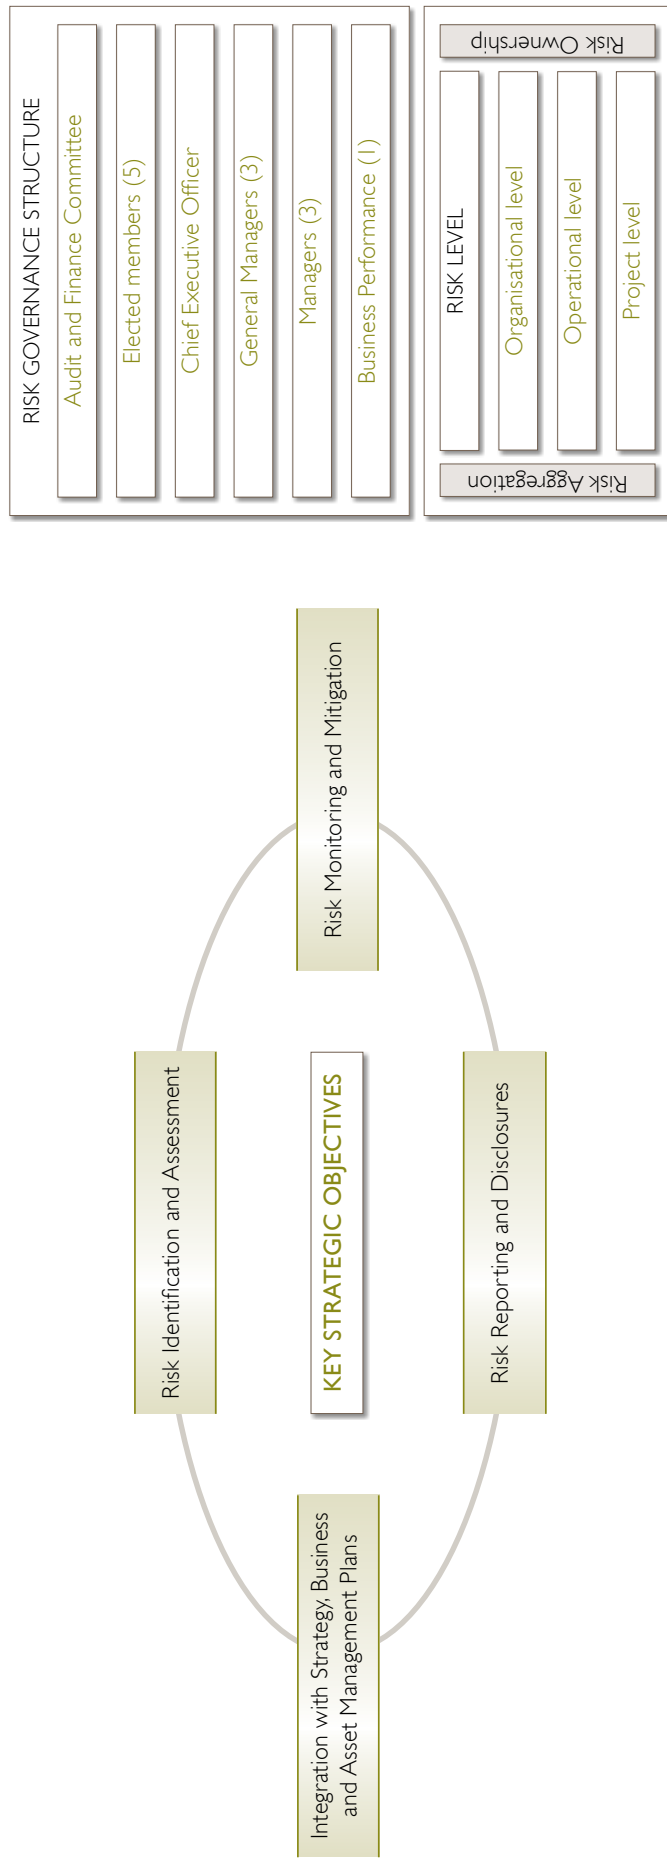 Risk Identification and Assessment
Integration with Strategy, Business
and Asset Management Plans
KEY STRATEGIC OBJECTIVES
Risk Monitoring and Mitigation
Risk Reporting and Disclosures
RISK GOVERNANCE STRUCTURE
Audit and Finance Committee
Elected members (5)
Chief Executive Officer
General Managers (3)
Managers (3)
Business Performance (1)
Risk Aggregation
RISK LEVEL
Organisational level
Operational level
Project level
Risk Ownership